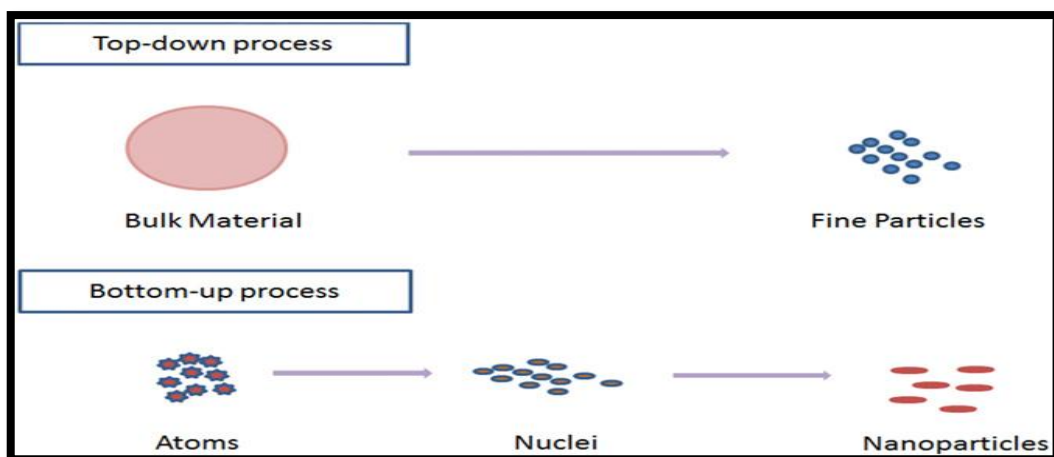 Top-down process
Bulk Material
Fine Particles
Bottom-up process
Atoms
Nuclei
Nanoparticles